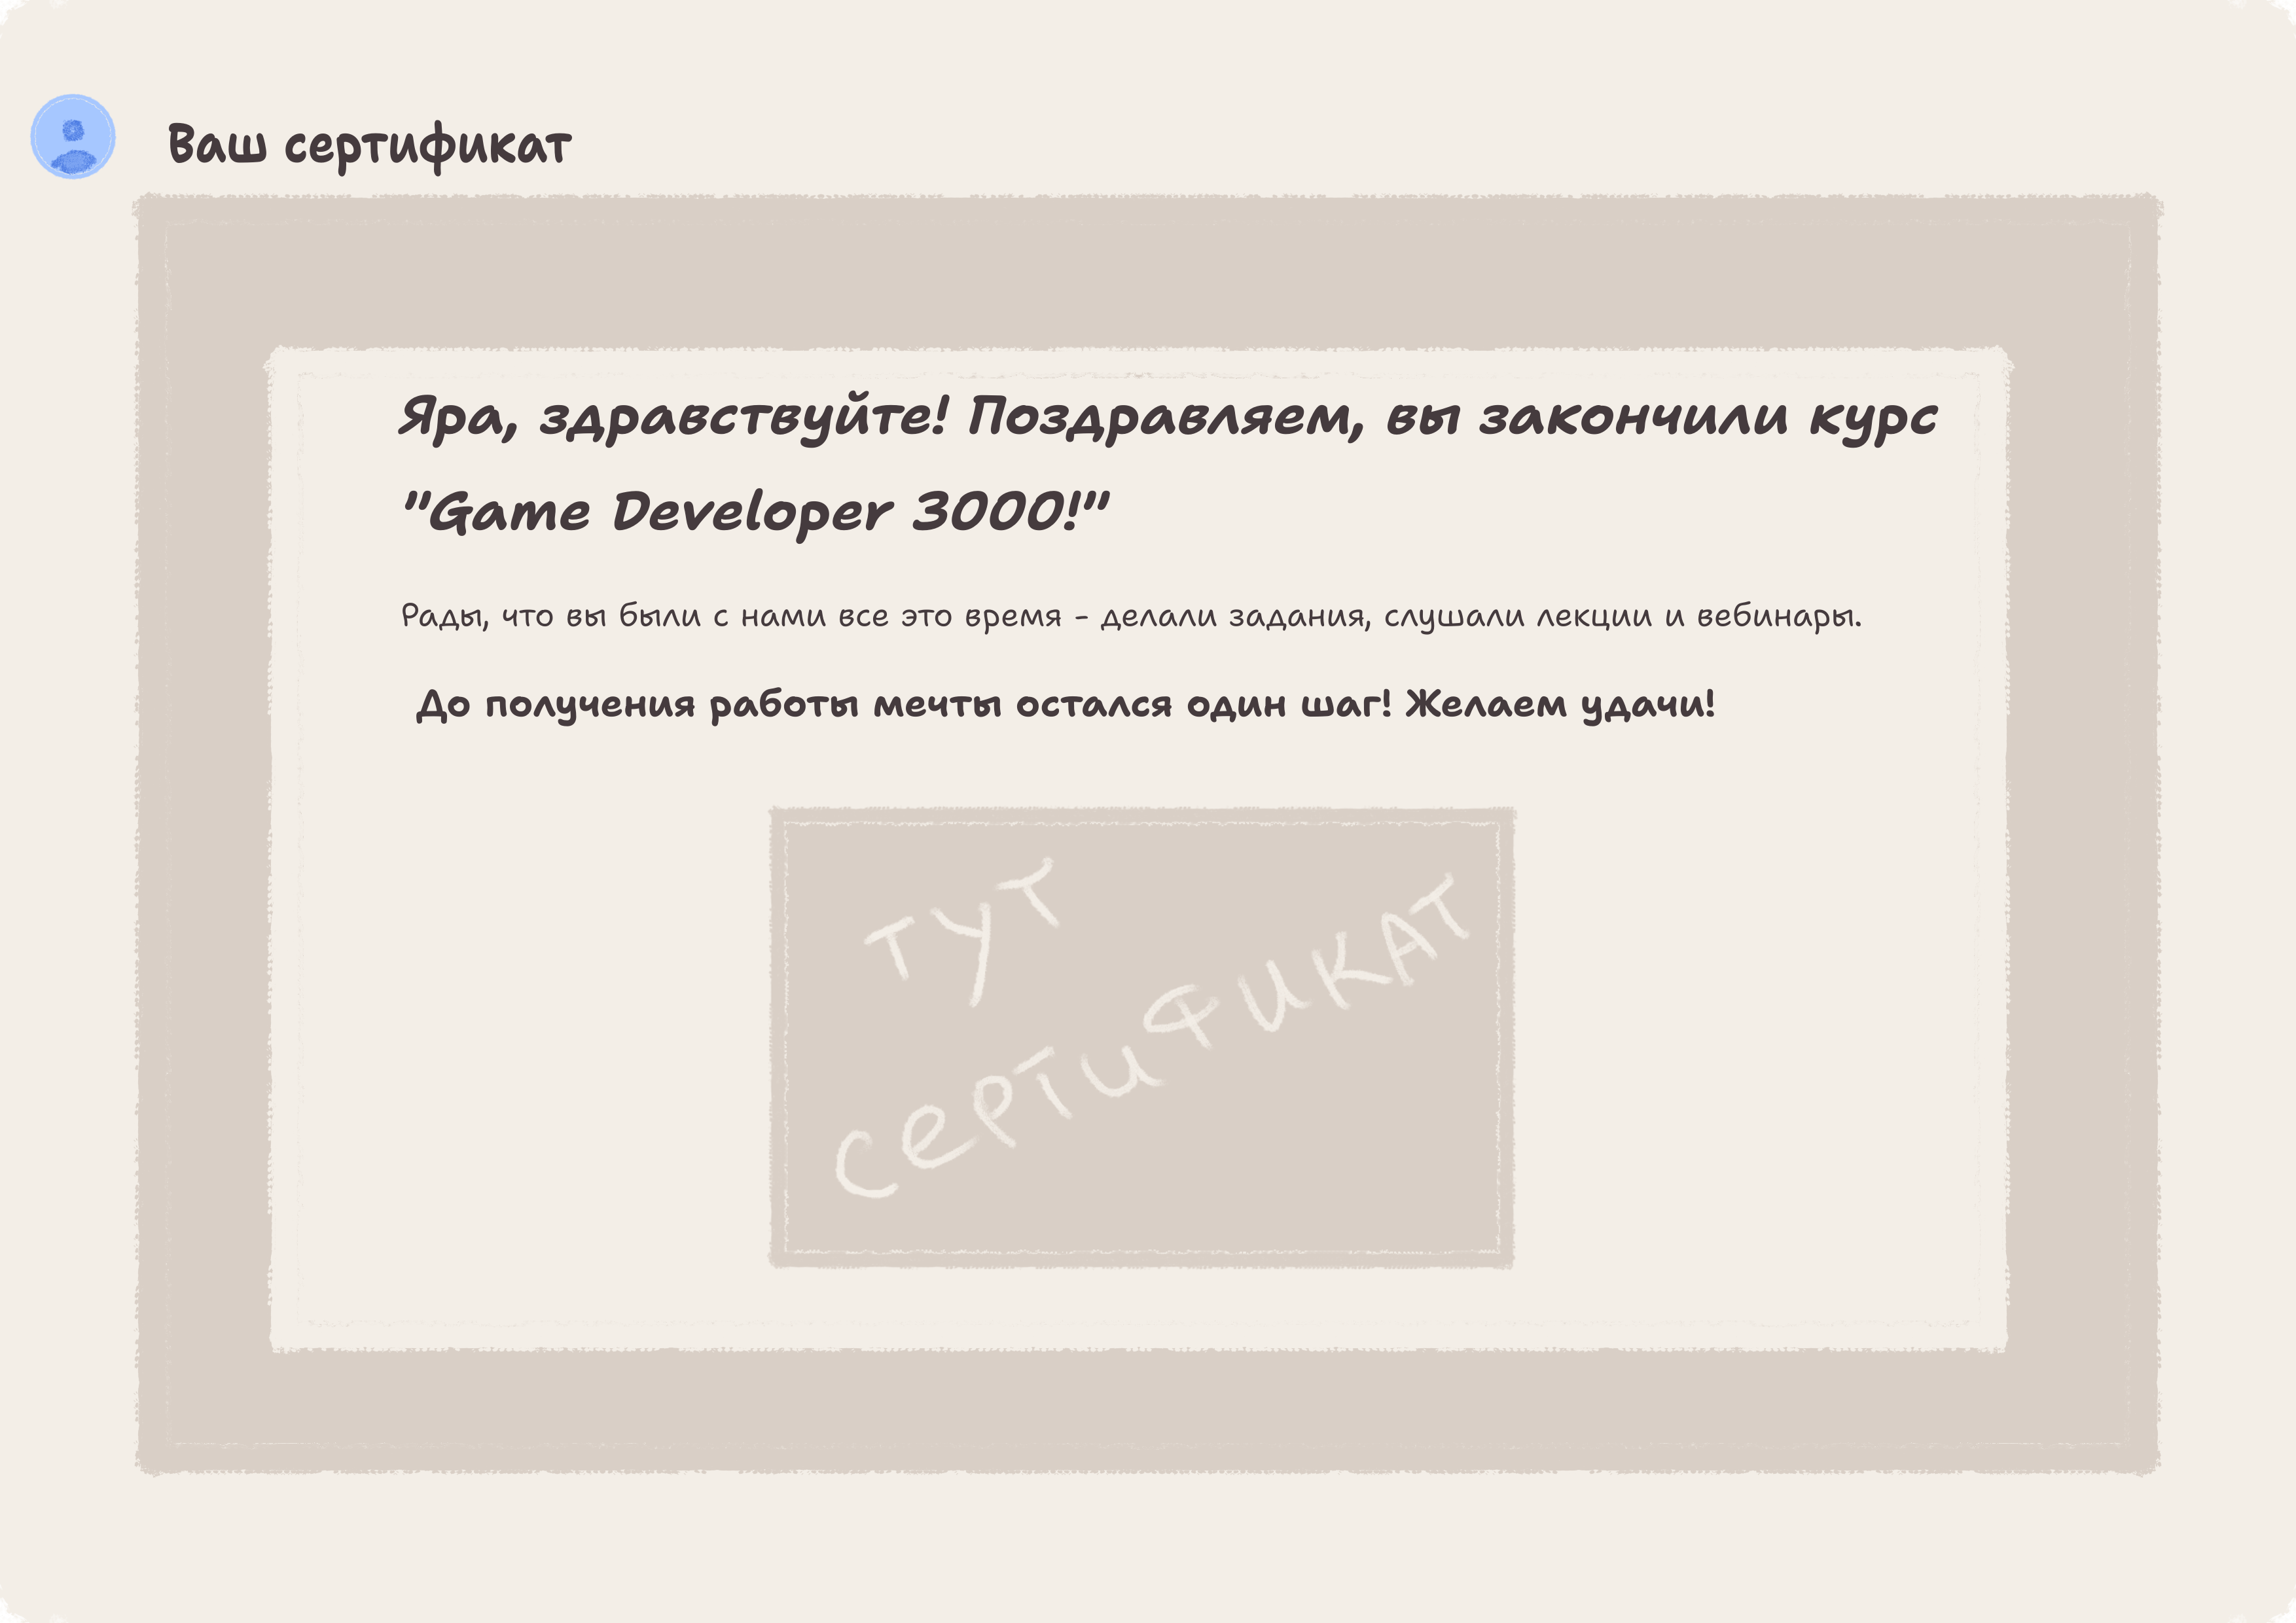 Ваш сертификат
Яра, здравствуйте! Поздравляем, вы закончили курс
"Game Developer 3000!"
Рады, что вы были с нами все это время - делали задания, слушали лекции и вебинары.
До получения работы мечты остался один шаг! Желаем удачи!
ТУТ
СЕРТИФИКАТ